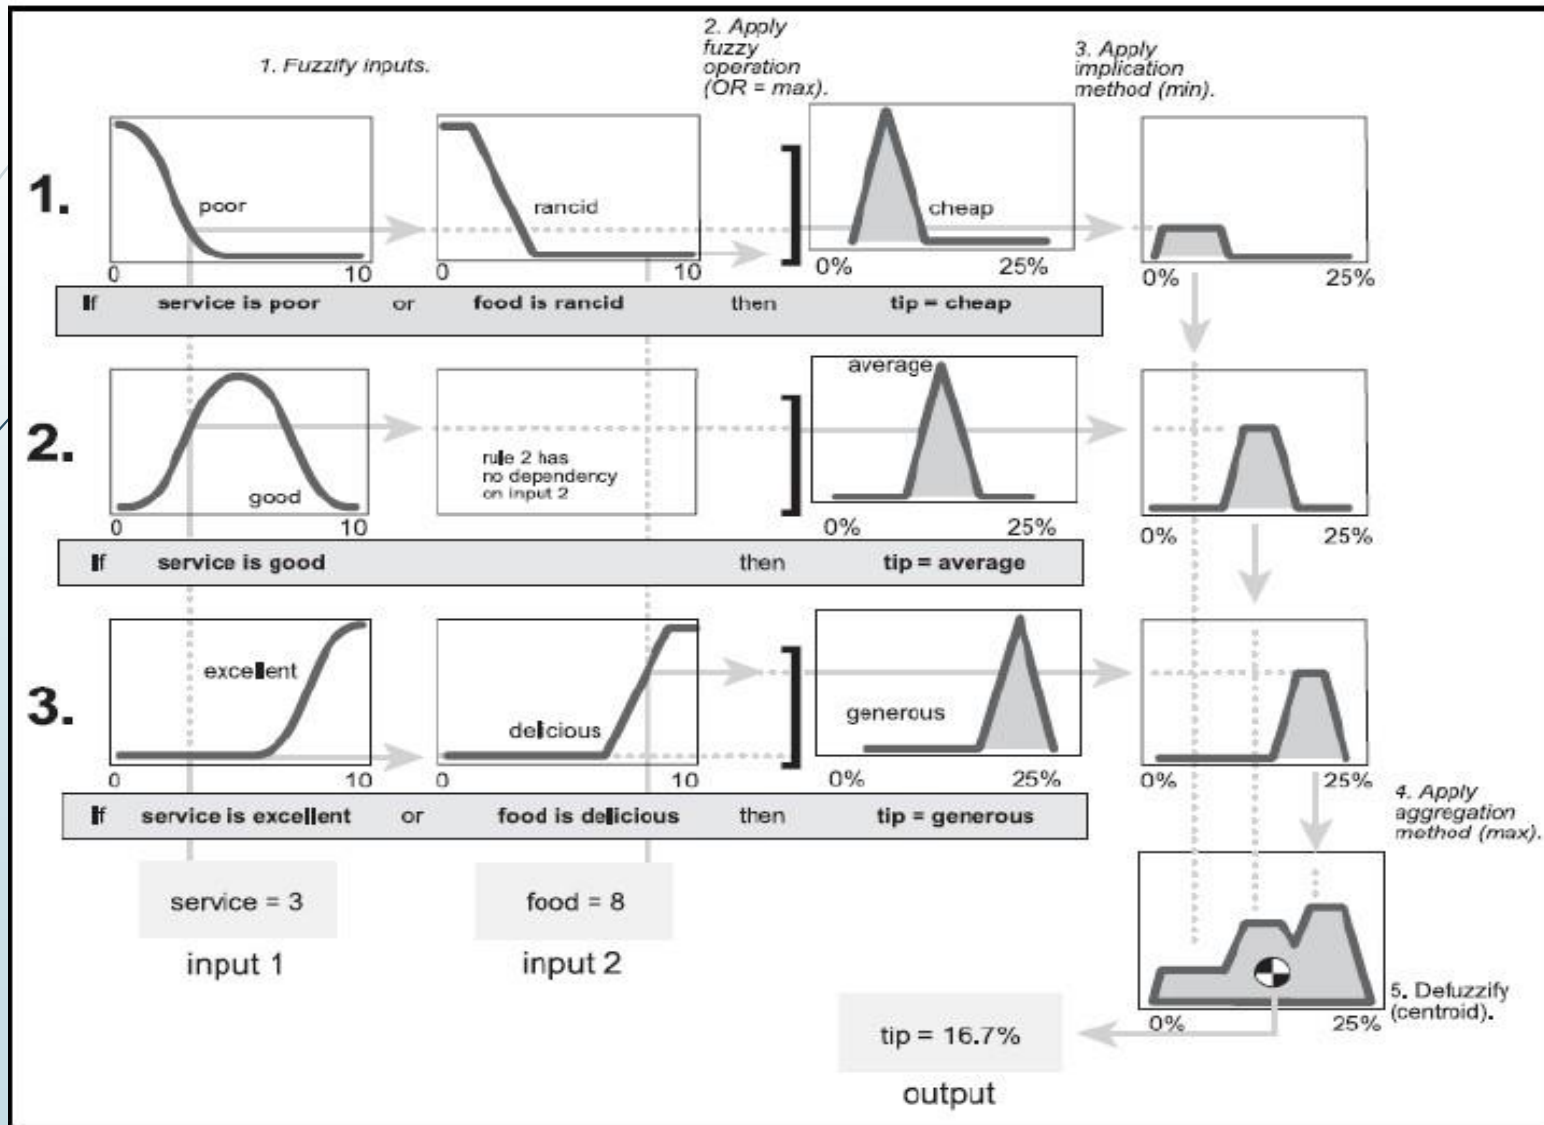 1. Fuzzify inputs.
2. Apply
fuzzy
operation
(OR = max).
3. Apply
implication
method (min).
1.
poor
0
10
rancid
0
10
cheap
0%
25%
0%
25%
If service is poor or food is rancid then tip = cheap
2.
good
0
10
rule 2 has
no dependency
on input 2
average
0%
25%
0%
25%
If service is good then tip = average
3.
excellent
0
10
delicious
0
10
generous
0%
25%
0%
25%
If service is excellent or food is delicious then tip = generous
4. Apply
aggregation
method (max).
service = 3
input 1
food = 8
input 2
0%
25%
5. Defuzzify
(centroid).
tip = 16.7%
output